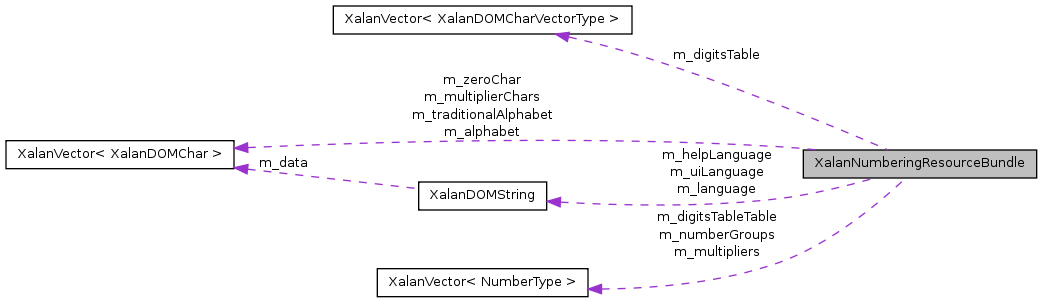 XalanVector< XalanDOMCharVectorType >
m_digitsTable
m_zeroChar
m_multiplierChars
m_traditionalAlphabet
m_alphabet
XalanVector< XalanDOMChar >
m_data
m_helpLanguage
m_uiLanguage
m_language
XalanNumberingResourceBundle
XalanDOMString
m_digitsTableTable
m_numberGroups
m_multipliers
XalanVector< NumberType >